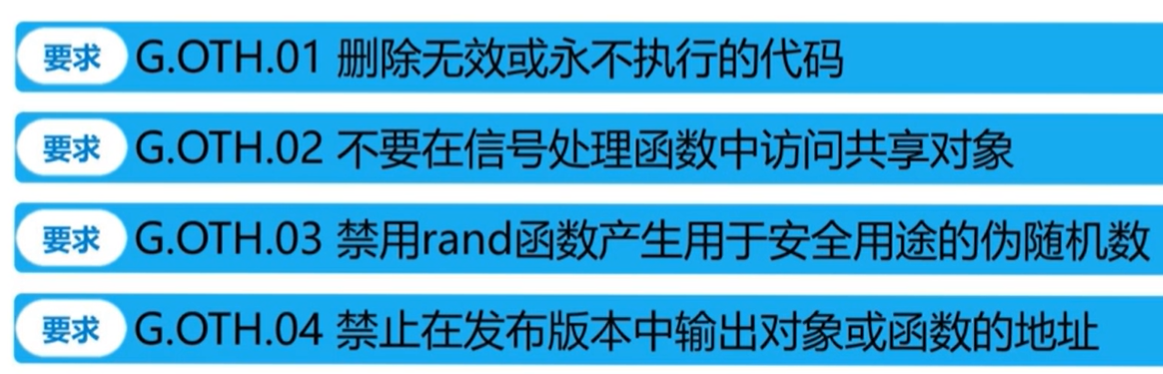 要求 G.OTH.01 删除无效或永不执行的代码
要求 G.OTH.02 不要在信号处理函数中访问共享对象
要求 G.OTH.03 禁用rand函数产生用于安全用途的伪随机数
要求 G.OTH.04 禁止在发布版本中输出对象或函数的地址